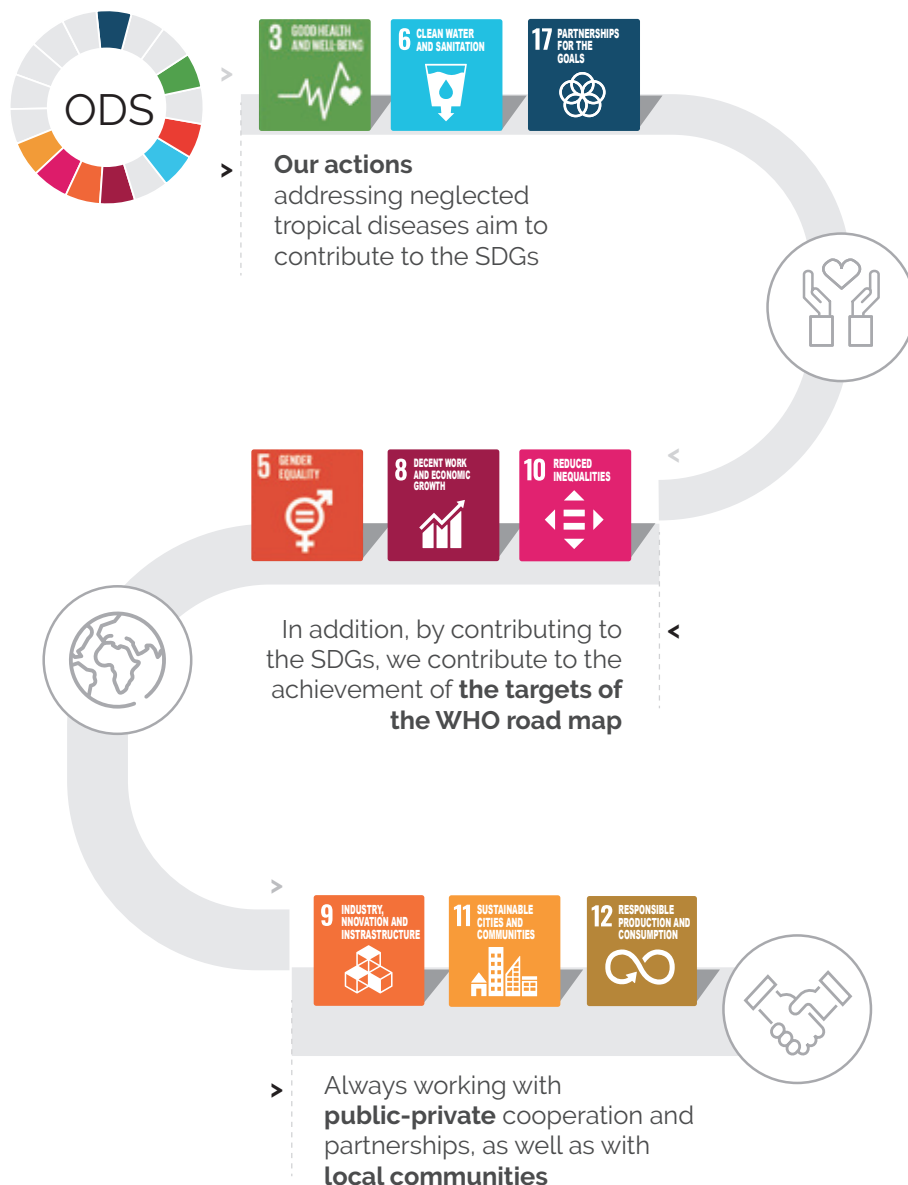 ODS
3 GOOD HEALTH
AND WELL-BEING
6 CLEAN WATER
AND SANITATION
17 PARTNERSHIPS
FOR THE
GOALS
Our actions
addressing neglected
tropical diseases aim to
contribute to the SDGs
5 GENDER
EQUALITY
8 DECENT WORK
AND ECONOMIC
GROWTH
10 REDUCED
INEQUALITIES
In addition, by contributing to
the SDGs, we contribute to the
achievement of the targets of
the WHO road map
9 INDUSTRY,
NNOVATION AND
INSTRASTRUCTURE
11 SUSTAINABLE
CITIES AND
COMMUNITIES
12 RESPONSIBLE
PRODUCTION AND
CONSUMPTION
Always working with
public-private cooperation and
partnerships, as well as with
local communities